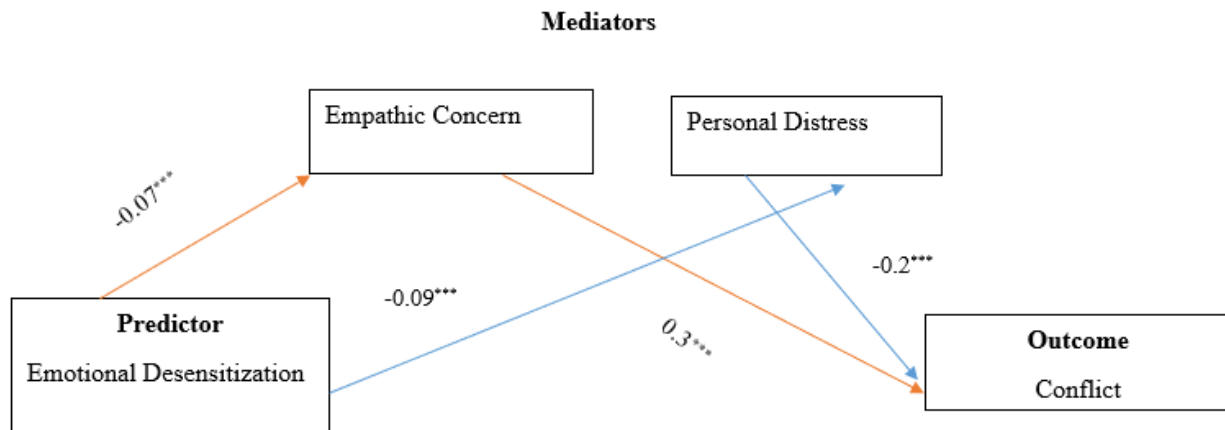 Mediators
Empathic Concern
Personal Distress
-0.07***
-0.2***
-0.09***
Predictor
Emotional Desensitization
0.3***
Outcome
Conflict